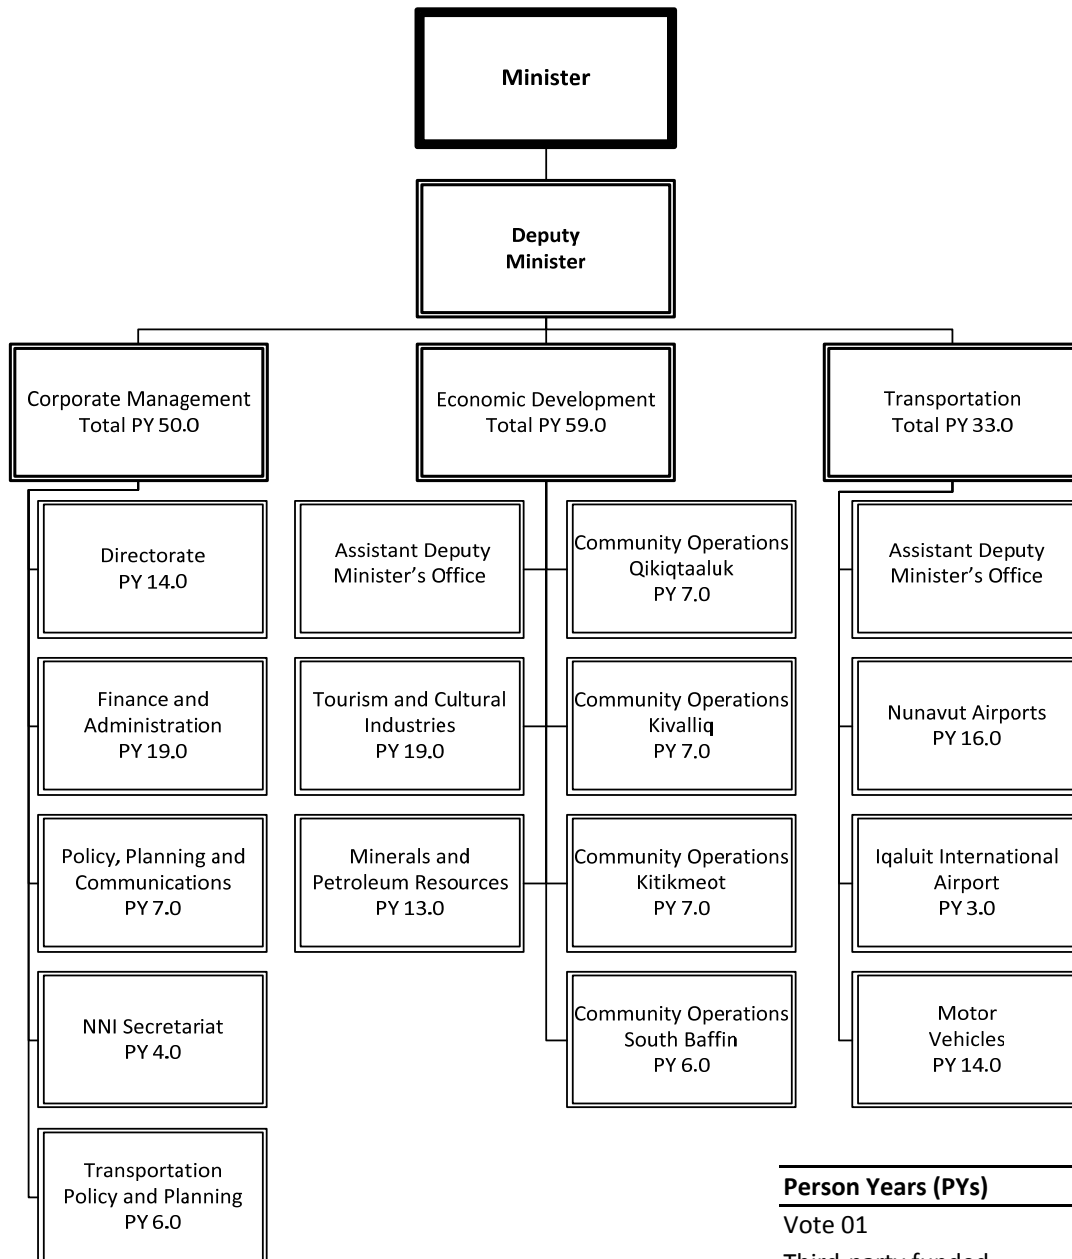 Minister
Deputy
Minister
Corporate Management
Total PY 50.0
Economic Development
Total PY 59.0
Transportation
Total PY 33.0
Directorate
PY 14.0
Assistant Deputy
Minister's Office
Community Operations
Qikiqtaaluk
PY 7.0
Assistant Deputy
Minister's Office
Finance and
Administration
PY 19.0
Tourism and Cultural
Industries
PY 19.0
Community Operations
Kivalliq
PY 7.0
Nunavut Airports
PY 16.0
Policy, Planning and
Communications
PY 7.0
Minerals and
Petroleum Resources
PY 13.0
Community Operations
Kitikmeot
PY 7.0
Iqaluit International
Airport
PY 3.0
NNI Secretariat
PY 4.0
Community Operations
South Baffin
PY 6.0
Motor
Vehicles
PY 14.0
Transportation
Policy and Planning
PY 6.0
Person Years (PYs)
Vote 01
Third-party funded